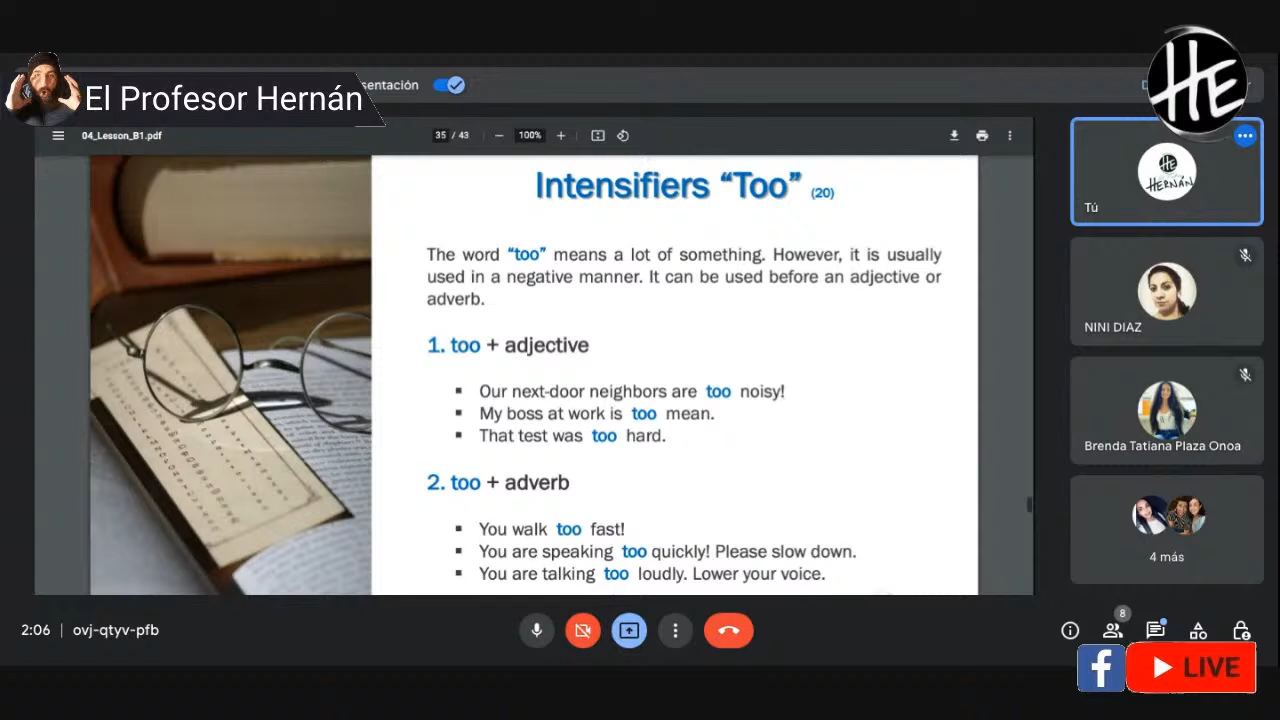 El Profesor Hernán
sentación
HE
04_Lesson_B1.pdf
35 / 43
100%
Intensifiers “Too” (20)
The word “too” means a lot of something. However, it is usually
used in a negative manner. It can be used before an adjective or
adverb.
1. too + adjective
▪ Our next-door neighbors are too noisy!
▪ My boss at work is too mean.
▪ That test was too hard.
2. too + adverb
▪ You walk too fast!
▪ You are speaking too quickly! Please slow down.
▪ You are talking too loudly. Lower your voice.
HE
HERNÁN
Tú
NINI DIAZ
Brenda Tatiana Plaza Onoa
4 más
2:06 | ovj-qtyv-pfb
8
f
LIVE